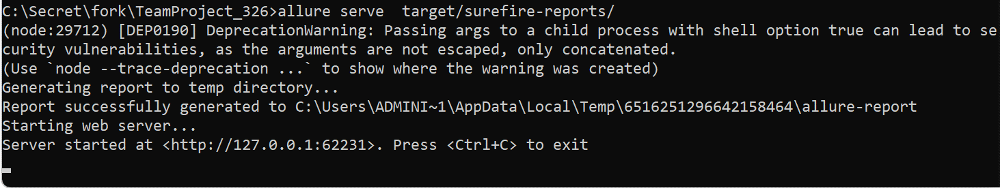 C:\Secret\fork\TeamProject_326>allure serve  target/surefire-reports/
(node:29712) [DEP0190] DeprecationWarning: Passing args to a child process with shell option true can lead to se
curity vulnerabilities, as the arguments are not escaped, only concatenated.
(Use `node --trace-deprecation ...` to show where the warning was created)
Generating report to temp directory...
Report successfully generated to C:\Users\ADMINI~1\AppData\Local\Temp\6516251296642158464\allure-report
Starting web server...
Server started at <http://127.0.0.1:62231>. Press <Ctrl+C> to exit